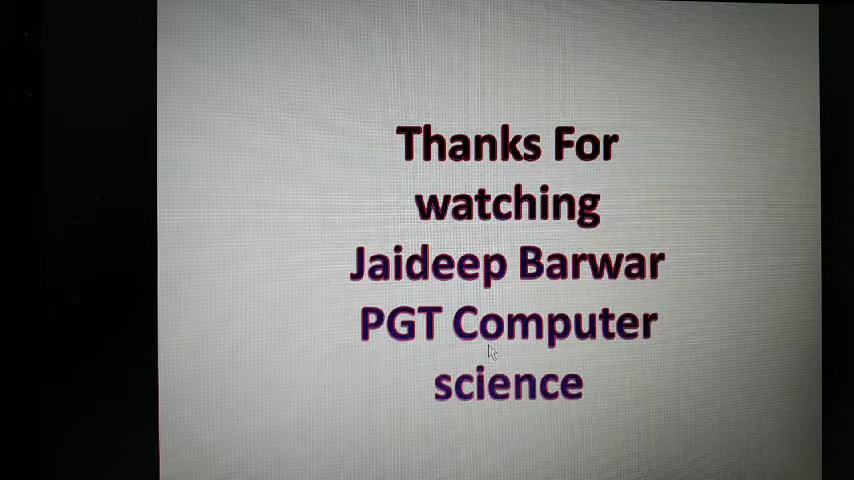 Thanks For
watching
Jaideep Barwar
PGT Computer
science